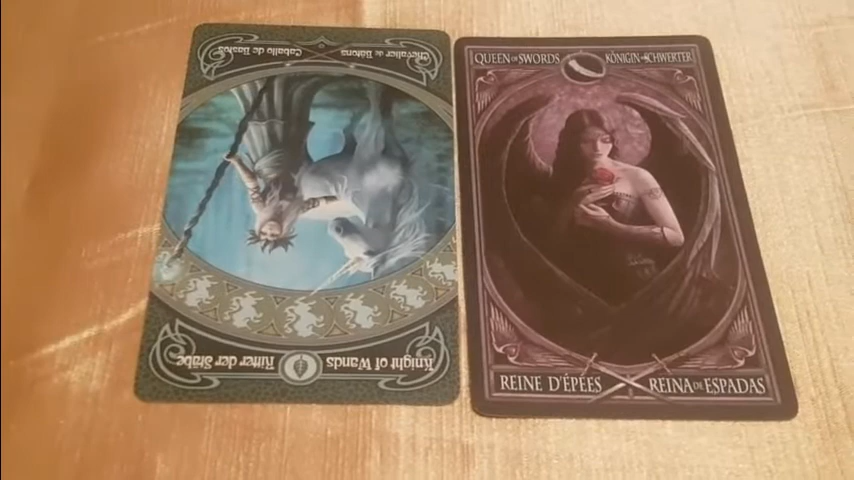 Chevalier de Bâtons
Caballo de Bastos
Knight of Wands
Ritter der Stäbe
QUEEN OF SWORDS
KÖNIGIN DER SCHWERTER
REINE D'ÉPÉES
REINA DE ESPADAS